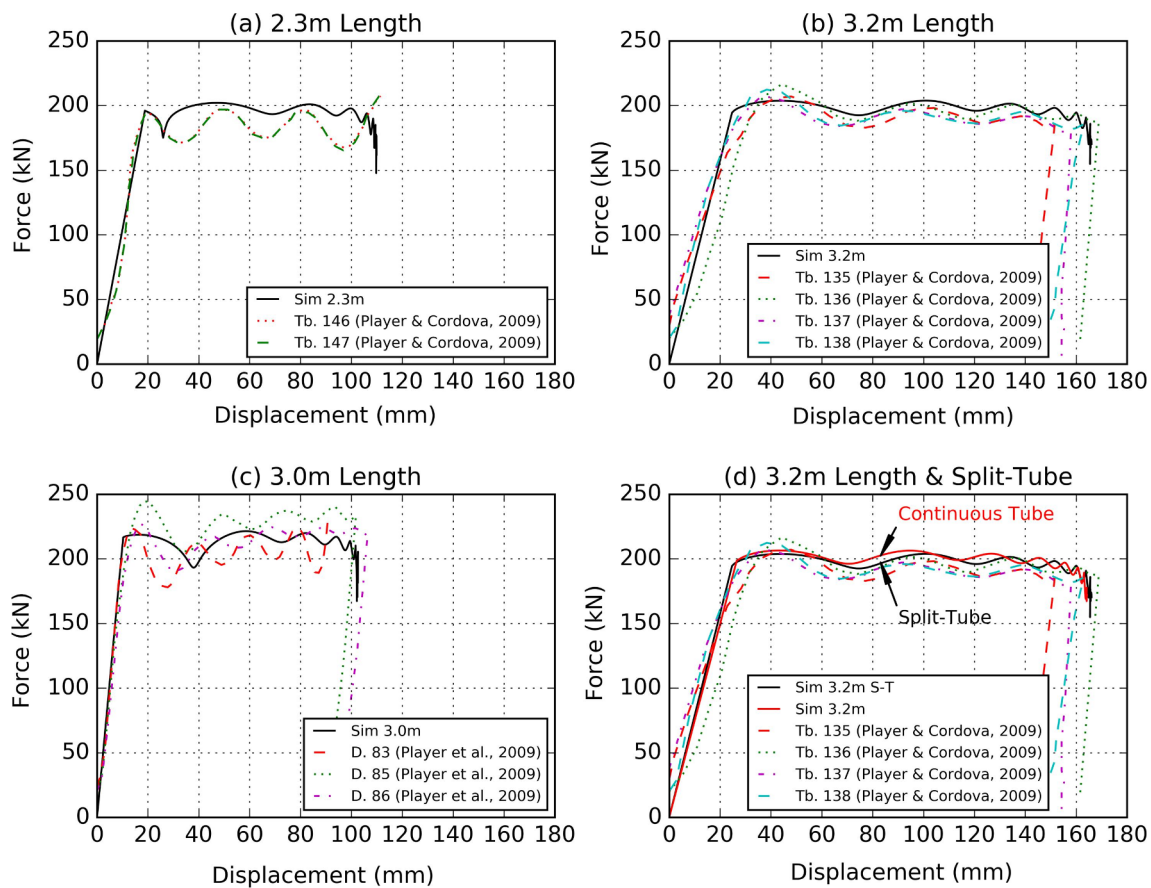 (a) 2.3m Length
250
200
150
100
50
0
Force (kN)
Sim 2.3m
Tb. 146 (Player & Cordova, 2009)
Tb. 147 (Player & Cordova, 2009)
0 20 40 60 80 100 120 140 160 180
Displacement (mm)
(b) 3.2m Length
250
200
150
100
50
0
Force (kN)
Sim 3.2m
Tb. 135 (Player & Cordova, 2009)
Tb. 136 (Player & Cordova, 2009)
Tb. 137 (Player & Cordova, 2009)
Tb. 138 (Player & Cordova, 2009)
0 20 40 60 80 100 120 140 160 180
Displacement (mm)
(c) 3.0m Length
250
200
150
100
50
0
Force (kN)
Sim 3.0m
D. 83 (Player et al., 2009)
D. 85 (Player et al., 2009)
D. 86 (Player et al., 2009)
0 20 40 60 80 100 120 140 160 180
Displacement (mm)
(d) 3.2m Length & Split-Tube
250
200
150
100
50
0
Force (kN)
Continuous Tube
Split-Tube
Sim 3.2m S-T
Sim 3.2m
Tb. 135 (Player & Cordova, 2009)
Tb. 136 (Player & Cordova, 2009)
Tb. 137 (Player & Cordova, 2009)
Tb. 138 (Player & Cordova, 2009)
0 20 40 60 80 100 120 140 160 180
Displacement (mm)